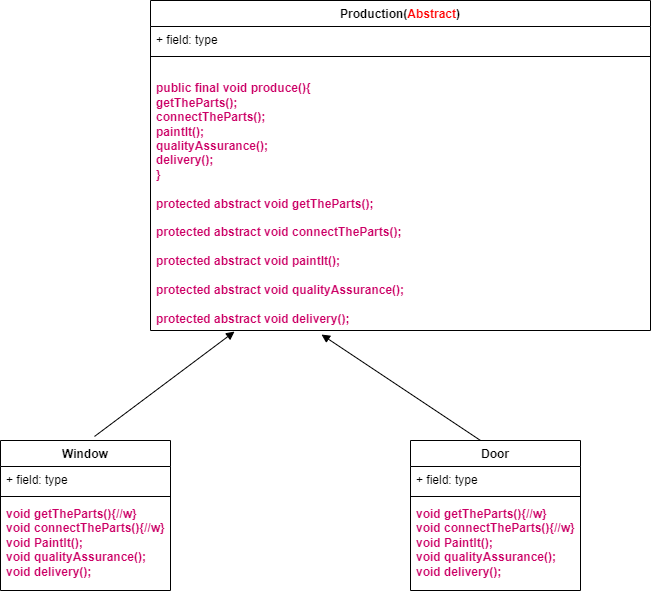 Production(Abstract)
+ field: type
public final void produce(){
getTheParts();
connectTheParts();
paintIt();
qualityAssurance();
delivery();
}
protected abstract void getTheParts();
protected abstract void connectTheParts();
protected abstract void paintIt();
protected abstract void qualityAssurance();
protected abstract void delivery();
Window
+ field: type
void getTheParts(){//w}
void connectTheParts(){//w}
void PaintIt();
void qualityAssurance();
void delivery();
Door
+ field: type
void getTheParts(){//w}
void connectTheParts(){//w}
void PaintIt();
void qualityAssurance();
void delivery();